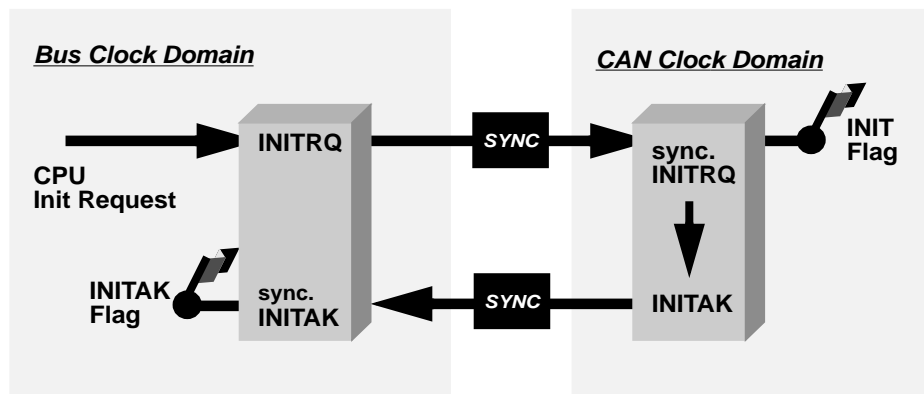 Bus Clock Domain
CAN Clock Domain
INITRQ
SYNC
sync.
INITRQ
INIT
Flag
CPU
Init Request
INITAK
Flag
sync.
INITAK
SYNC
INITAK